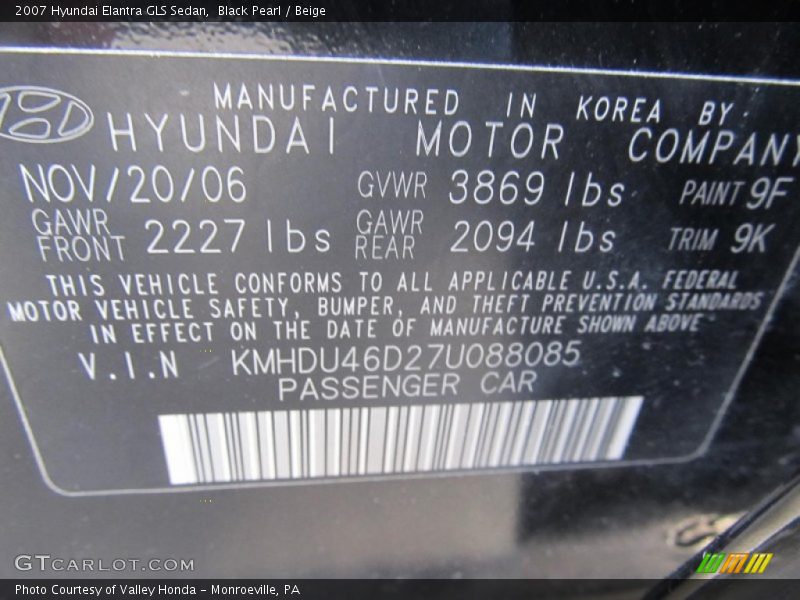 2007 Hyundai Elantra GLS Sedan, Black Pearl / Beige
MANUFACTURED IN KOREA BY
HYUNDAI MOTOR COMPANY
NOV/20/06 GVWR 3869 lbs PAINT 9F
GAWR FRONT 2227 lbs GAWR REAR 2094 lbs TRIM 9K
THIS VEHICLE CONFORMS TO ALL APPLICABLE U.S.A. FEDERAL
MOTOR VEHICLE SAFETY, BUMPER, AND THEFT PREVENTION STANDARDS
IN EFFECT ON THE DATE OF MANUFACTURE SHOWN ABOVE
V.I.N KMHDU46D27U088085
PASSENGER CAR
GTCARLOT.COM
Photo Courtesy of Valley Honda - Monroeville, PA